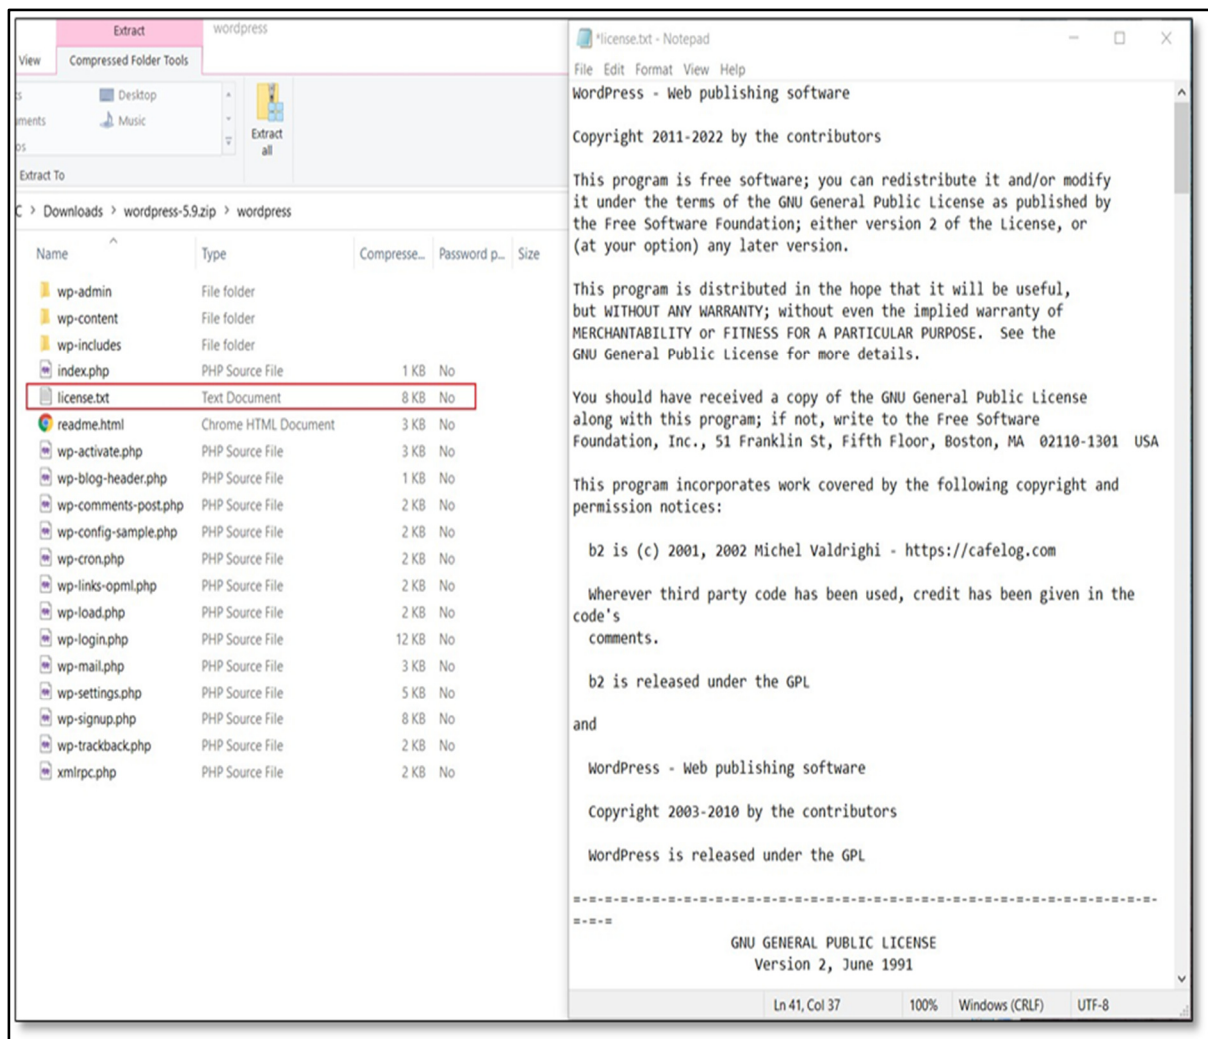 Extract
wordpress
View
Compressed Folder Tools
Desktop
Music
Extract
all
Extract To
Downloads > wordpress-5.9.zip > wordpress
Name Type Compresse... Password p... Size
wp-admin File folder
wp-content File folder
wp-includes File folder
index.php PHP Source File 1 KB No
license.txt Text Document 8 KB No
readme.html Chrome HTML Document 3 KB No
wp-activate.php PHP Source File 3 KB No
wp-blog-header.php PHP Source File 1 KB No
wp-comments-post.php PHP Source File 2 KB No
wp-config-sample.php PHP Source File 2 KB No
wp-cron.php PHP Source File 2 KB No
wp-links-opml.php PHP Source File 2 KB No
wp-load.php PHP Source File 2 KB No
wp-login.php PHP Source File 12 KB No
wp-mail.php PHP Source File 3 KB No
wp-settings.php PHP Source File 5 KB No
wp-signup.php PHP Source File 8 KB No
wp-trackback.php PHP Source File 2 KB No
xmlrpc.php PHP Source File 2 KB No
*license.txt - Notepad
File Edit Format View Help
WordPress - Web publishing software
Copyright 2011-2022 by the contributors
This program is free software; you can redistribute it and/or modify
it under the terms of the GNU General Public License as published by
the Free Software Foundation; either version 2 of the License, or
(at your option) any later version.
This program is distributed in the hope that it will be useful,
but WITHOUT ANY WARRANTY; without even the implied warranty of
MERCHANTABILITY or FITNESS FOR A PARTICULAR PURPOSE. See the
GNU General Public License for more details.
You should have received a copy of the GNU General Public License
along with this program; if not, write to the Free Software
Foundation, Inc., 51 Franklin St, Fifth Floor, Boston, MA 02110-1301 USA
This program incorporates work covered by the following copyright and
permission notices:
b2 is (c) 2001, 2002 Michel Valdrighi - https://cafelog.com
Wherever third party code has been used, credit has been given in the
code's
comments.
b2 is released under the GPL
and
WordPress - Web publishing software
Copyright 2003-2010 by the contributors
WordPress is released under the GPL
=-=-=-=-=-=-=-=-=-=-=-=-=-=-=-=-=-=-=-=-=-=-=-=-=-=-=-=-=-=-=-=-=-=-=-=-=-
=-=-=
GNU GENERAL PUBLIC LICENSE
Version 2, June 1991
Ln 41, Col 37 100% Windows (CRLF) UTF-8